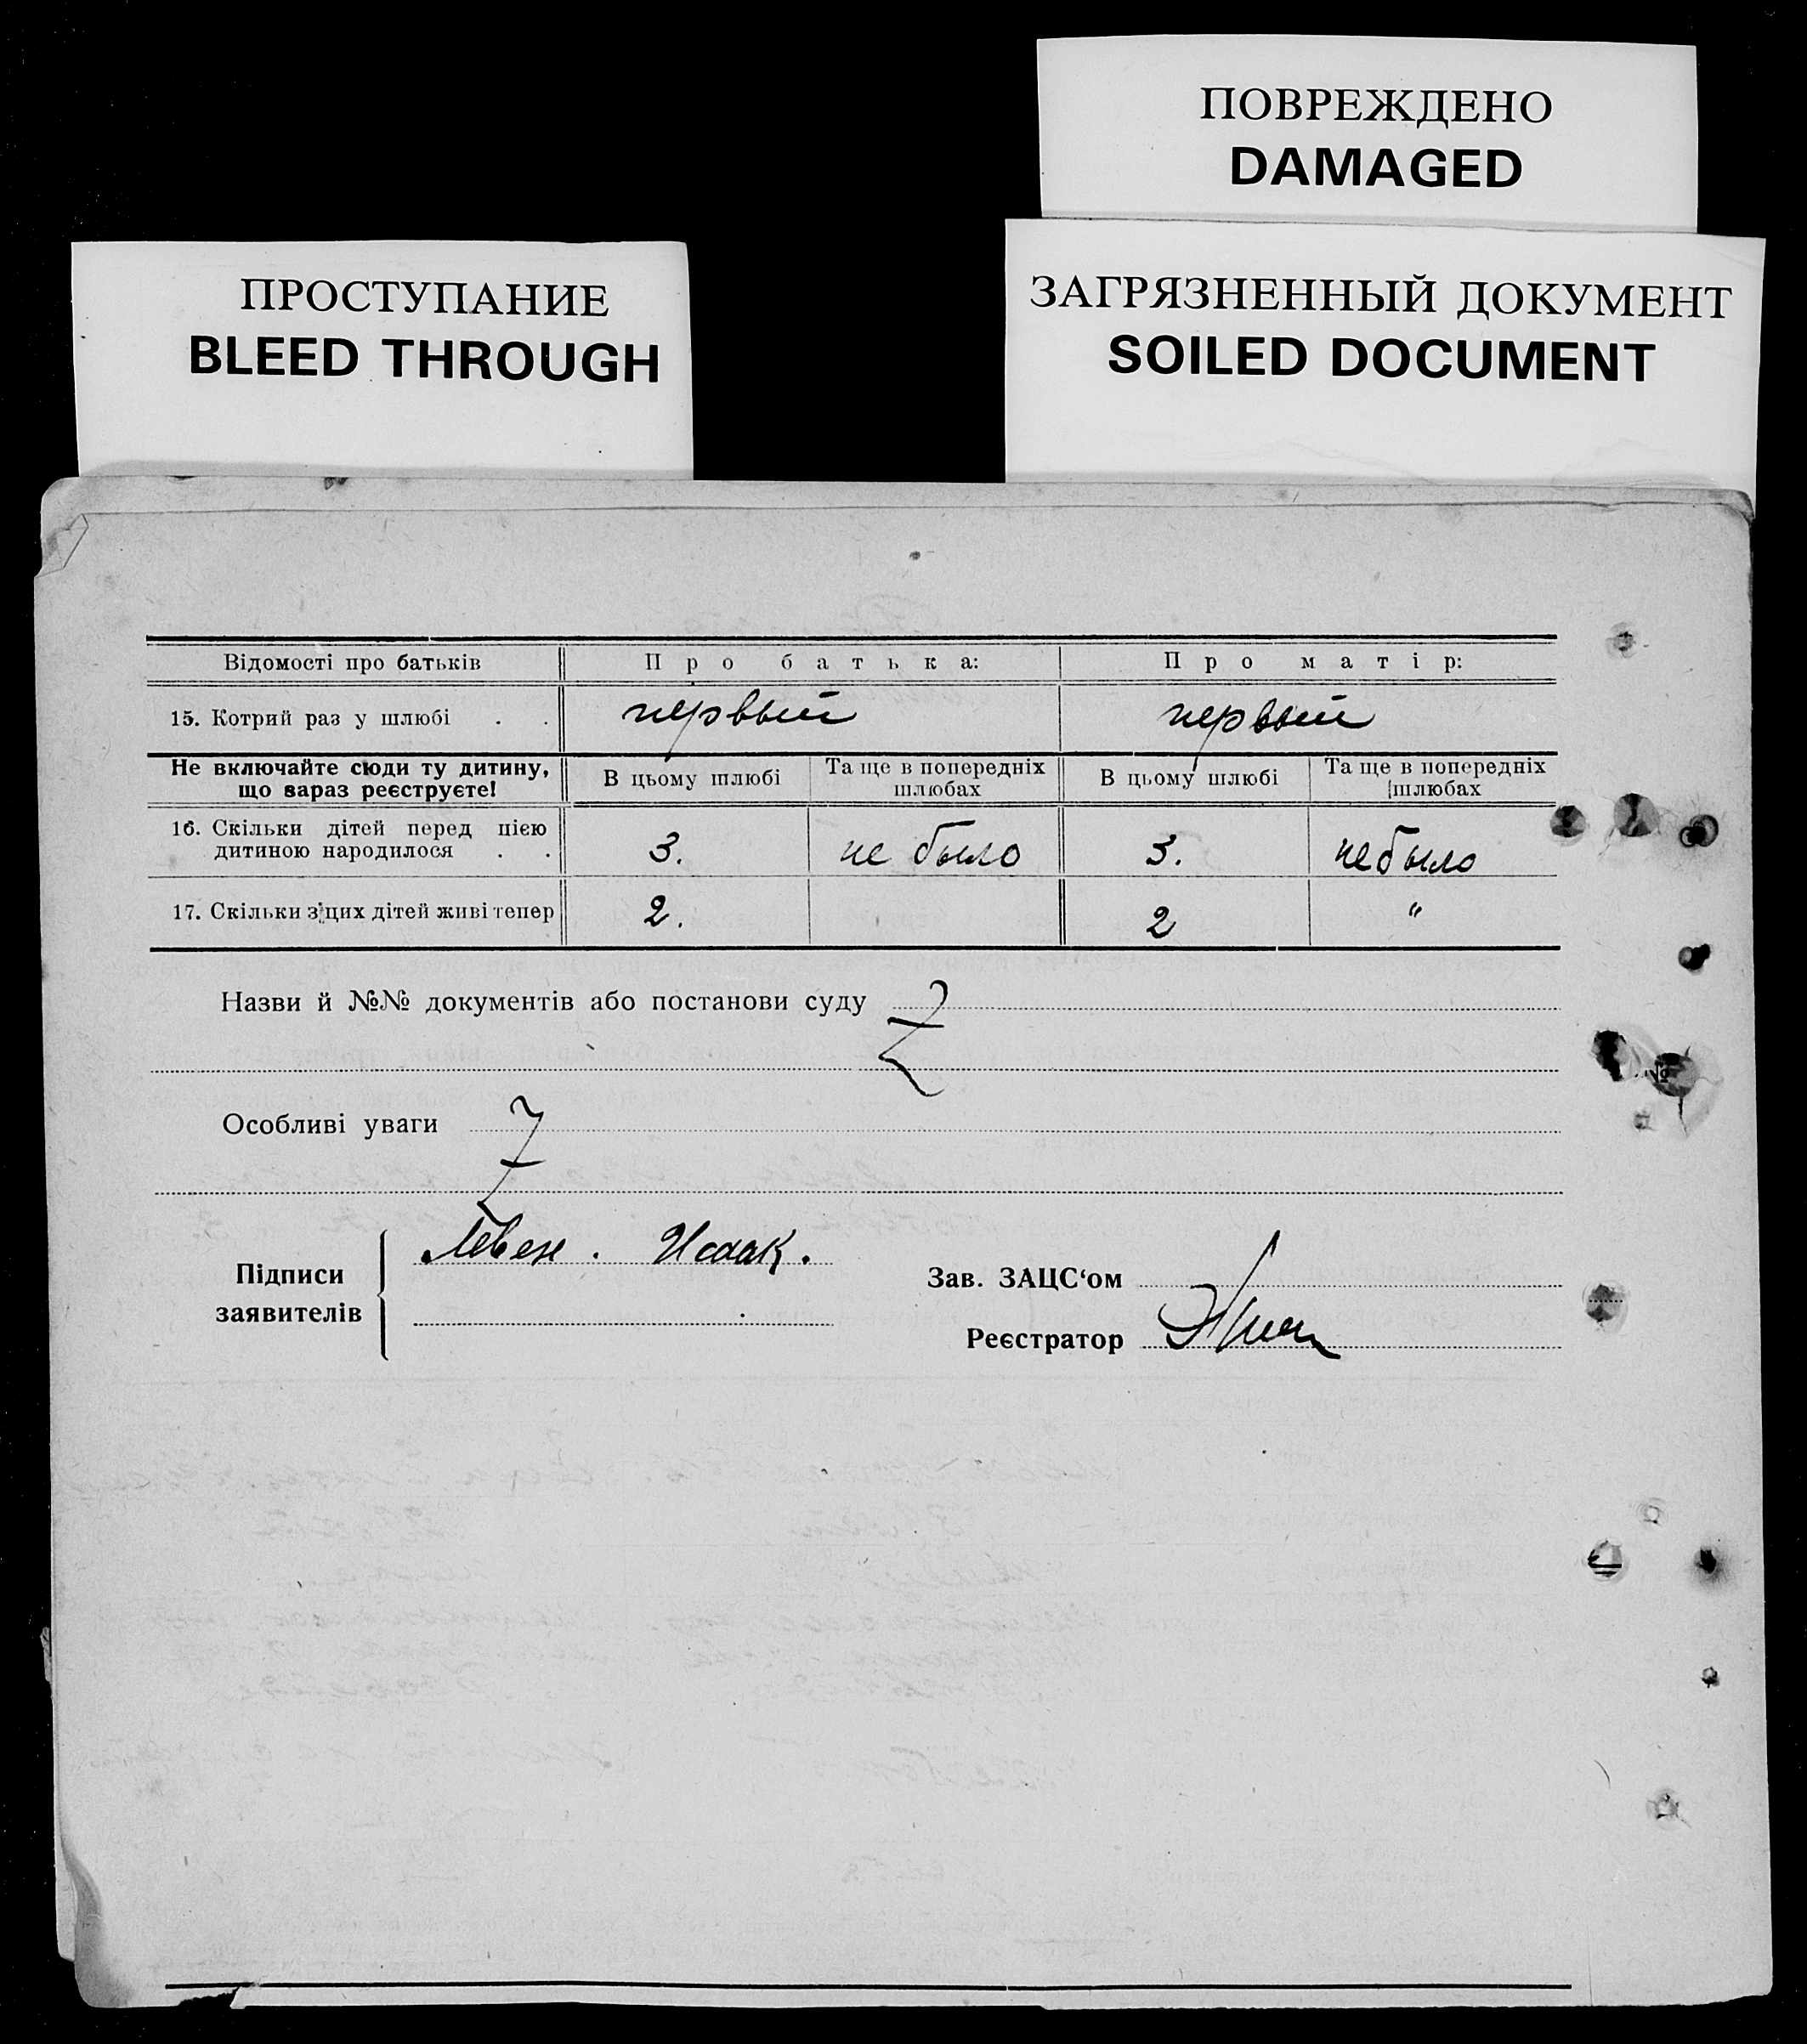 ПОВРЕЖДЕНО
DAMAGED
ПРОСТУПАНИЕ
BLEED THROUGH
ЗАГРЯЗНЕННЫЙ ДОКУМЕНТ
SOILED DOCUMENT
Відомості про батьків Про батька: Про матір:
15. Котрий раз у шлюбі . . первый первый
Не включайте сюди ту дитину, що зараз реєструєте! В цьому шлюбі Та ще в попередніх шлюбах В цьому шлюбі Та ще в попередніх шлюбах
16. Скільки дітей перед цією дитиною народилося . . 3. не было 3. не было
17. Скільки з цих дітей живі тепер 2. 2 "
Назви й №№ документів або постанови суду
Особливі уваги
Підписи заявителів Исаак.
Зав. ЗАЦС‘ом
Реєстратор
№